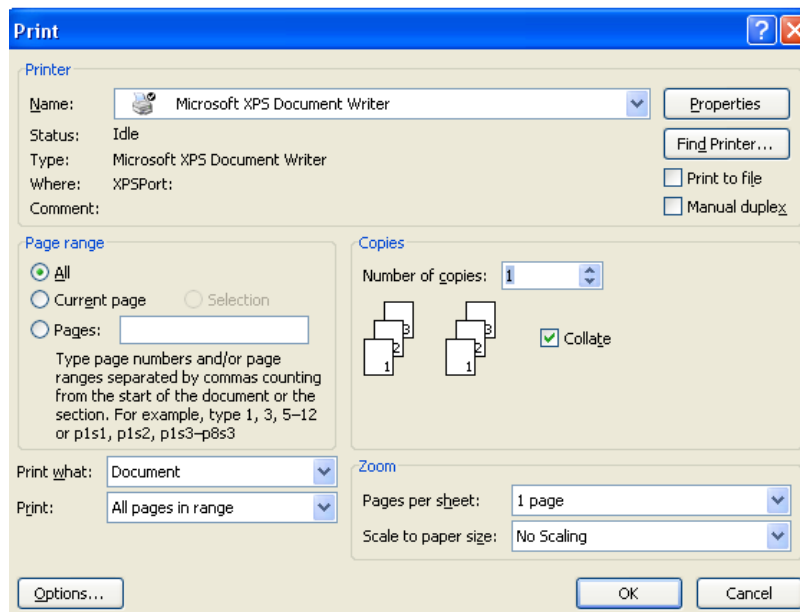 Print
Printer
Name: Microsoft XPS Document Writer
Properties
Status: Idle
Find Printer...
Type: Microsoft XPS Document Writer
Where: XPSPort:
Print to file
Comment:
Manual duplex
Page range
All
Current page
Selection
Pages:
Type page numbers and/or page
ranges separated by commas counting
from the start of the document or the
section. For example, type 1, 3, 5–12
or p1s1, p1s2, p1s3–p8s3
Copies
Number of copies: 1
3 3
2 2
1 1
Collate
Print what: Document
Print: All pages in range
Zoom
Pages per sheet: 1 page
Scale to paper size: No Scaling
Options...
OK
Cancel